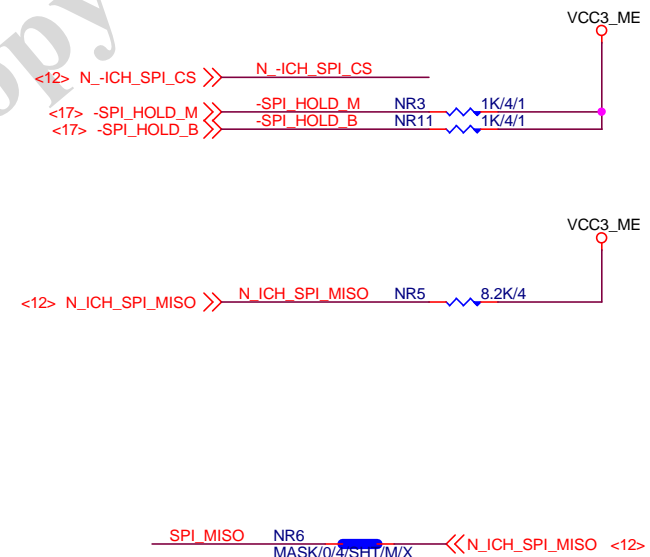 VCC3_ME
<12> N_-ICH_SPI_CS N_-ICH_SPI_CS
<17> -SPI_HOLD_M -SPI_HOLD_M NR3 1K/4/1
<17> -SPI_HOLD_B -SPI_HOLD_B NR11 1K/4/1
VCC3_ME
<12> N_ICH_SPI_MISO N_ICH_SPI_MISO NR5 8.2K/4
SPI_MISO NR6 N_ICH_SPI_MISO <12>
MASK/0/4/SHT/M/X